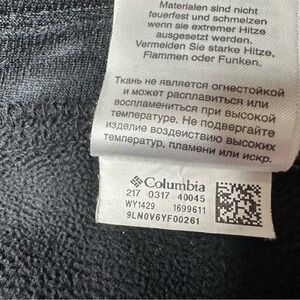 Materialien sind nicht
feuerfest und schmelzen
wenn sie extremer Hitze
ausgesetzt werden.
Vermeiden Sie starke Hitze,
Flammen oder Funken.
Ткань не является огнестойкой
и может расплавиться или
воспламениться при высокой
температуре. Не подвергайте
изделие воздействию высоких
температур, пламени или искр.
Columbia
217 0317 40045
WY1429 1699611
9LN0V6YF00261